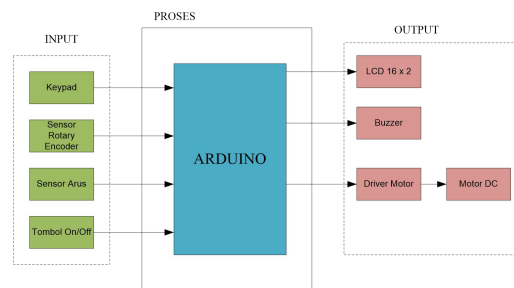 PROSES
INPUT
OUTPUT
Keypad
Sensor
Rotary
Encoder
Sensor Arus
Tombol On/Off
ARDUINO
LCD 16 x 2
Buzzer
Driver Motor
Motor DC